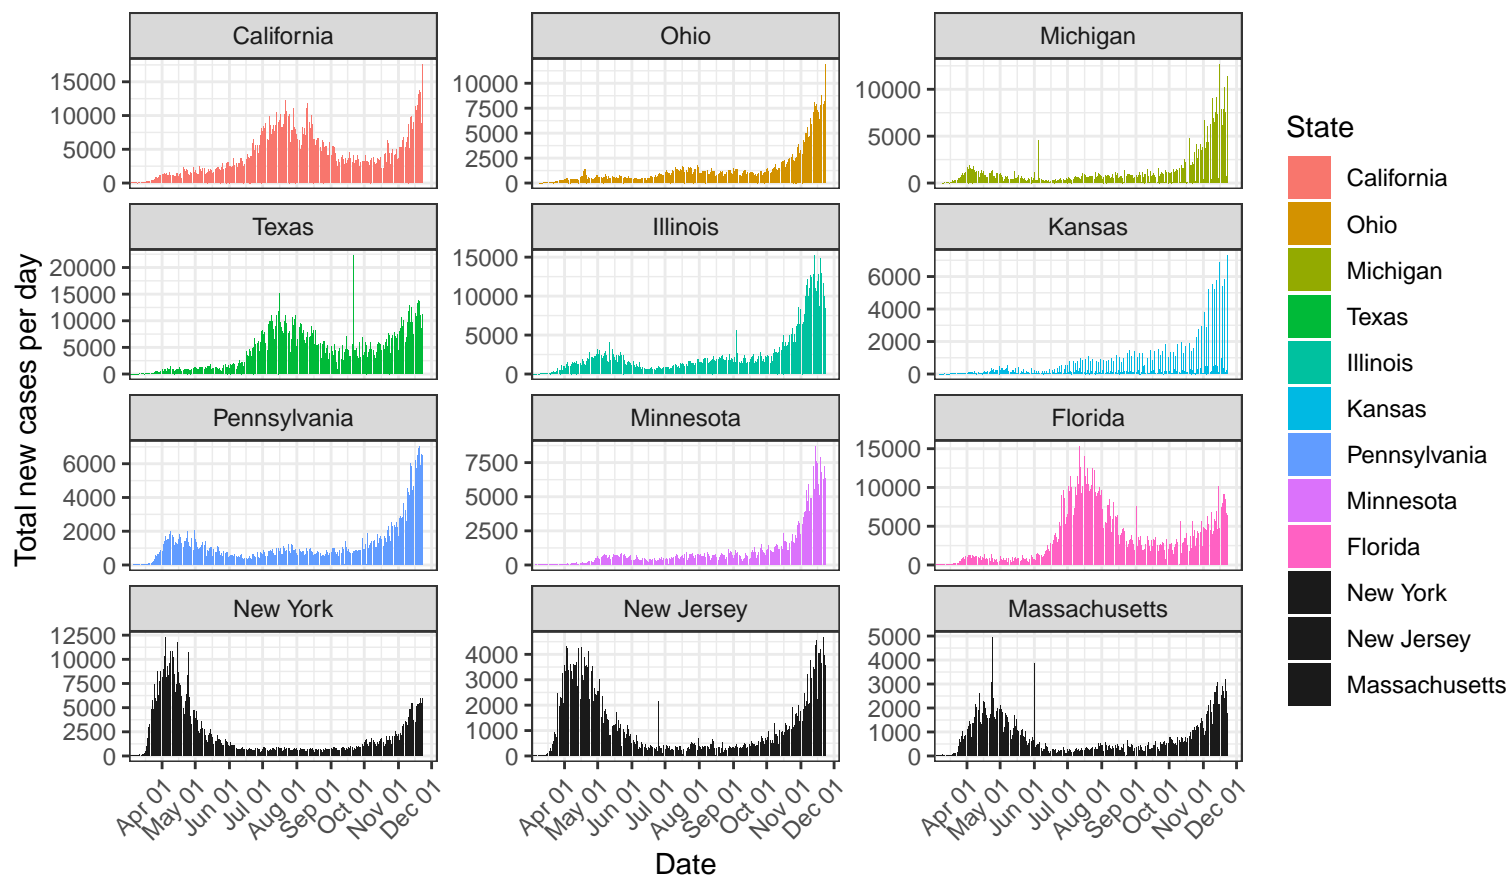 California
Ohio
Michigan
15000
10000
5000
0
10000
7500
5000
2500
0
10000
5000
0
Texas
Illinois
Kansas
20000
15000
10000
5000
0
15000
10000
5000
0
6000
4000
2000
0
Pennsylvania
Minnesota
Florida
6000
4000
2000
0
7500
5000
2500
0
15000
10000
5000
0
New York
New Jersey
Massachusetts
12500
10000
7500
5000
2500
0
4000
3000
2000
1000
0
5000
4000
3000
2000
1000
0
Apr 01
May 01
Jun 01
Jul 01
Aug 01
Sep 01
Oct 01
Nov 01
Dec 01
Apr 01
May 01
Jun 01
Jul 01
Aug 01
Sep 01
Oct 01
Nov 01
Dec 01
Apr 01
May 01
Jun 01
Jul 01
Aug 01
Sep 01
Oct 01
Nov 01
Dec 01
Date
Total new cases per day
State
California
Ohio
Michigan
Texas
Illinois
Kansas
Pennsylvania
Minnesota
Florida
New York
New Jersey
Massachusetts